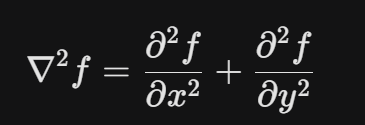 ∇²f = ∂²f/∂x² + ∂²f/∂y²